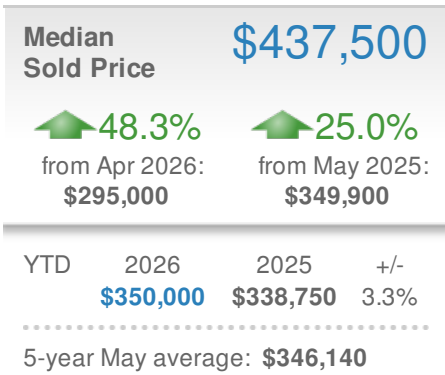 Median Sold Price $437,500
48.3% 25.0%
from Apr 2026: from May 2025:
$295,000 $349,900
YTD 2026 2025 +/-
$350,000 $338,750 3.3%
5-year May average: $346,140